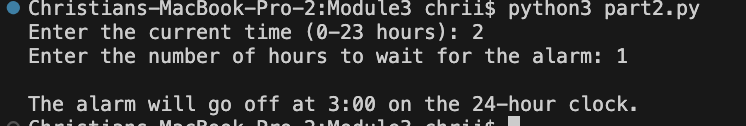 Christians-MacBook-Pro-2:Module3 chrii$ python3 part2.py
Enter the current time (0-23 hours): 2
Enter the number of hours to wait for the alarm: 1
The alarm will go off at 3:00 on the 24-hour clock.
Christians-MacBook-Pro-2:Module3 chrii$